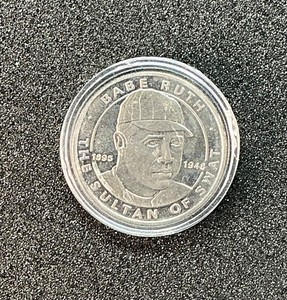 BABE RUTH
1895 1948
THE SULTAN OF SWAT